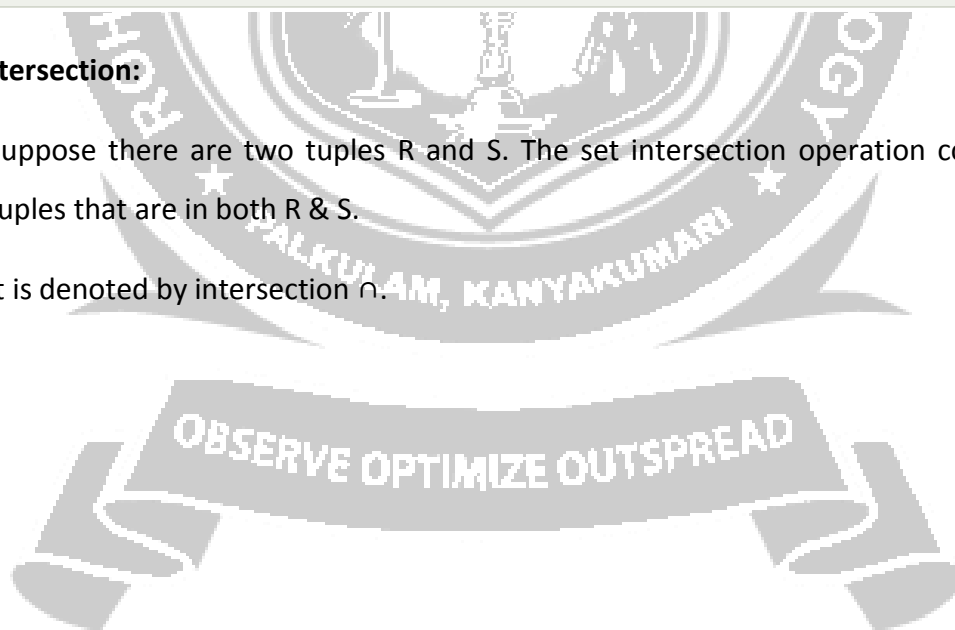 ntersection:
uppose there are two tuples R and S. The set intersection operation co
uples that are in both R & S.
t is denoted by intersection ∩.
PALKULAM, KANYAKUMARI
OBSERVE OPTIMIZE OUTSPREAD